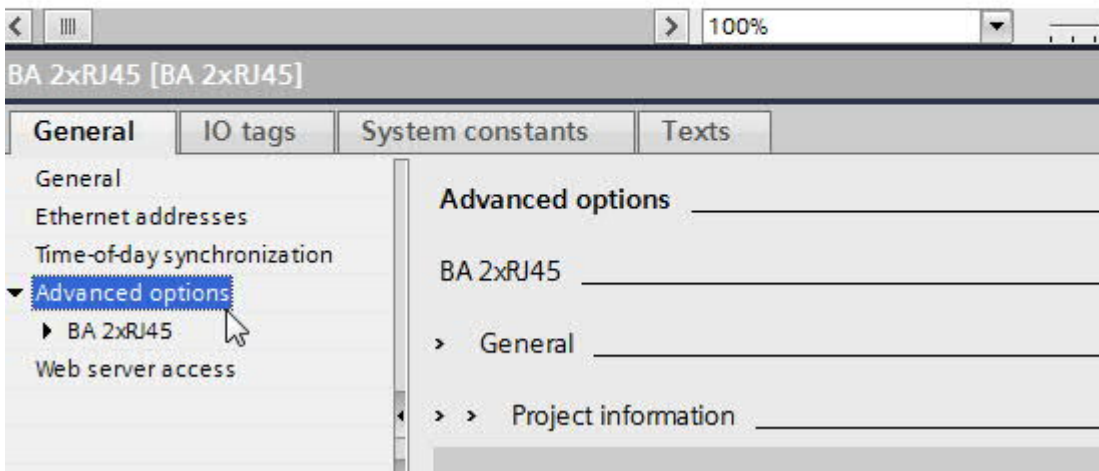 100%
BA 2xRJ45 [BA 2xRJ45]
General IO tags System constants Texts
General
Ethernet addresses
Time-of-day synchronization
Advanced options
BA 2xRJ45
Web server access
Advanced options
BA 2xRJ45
General
Project information